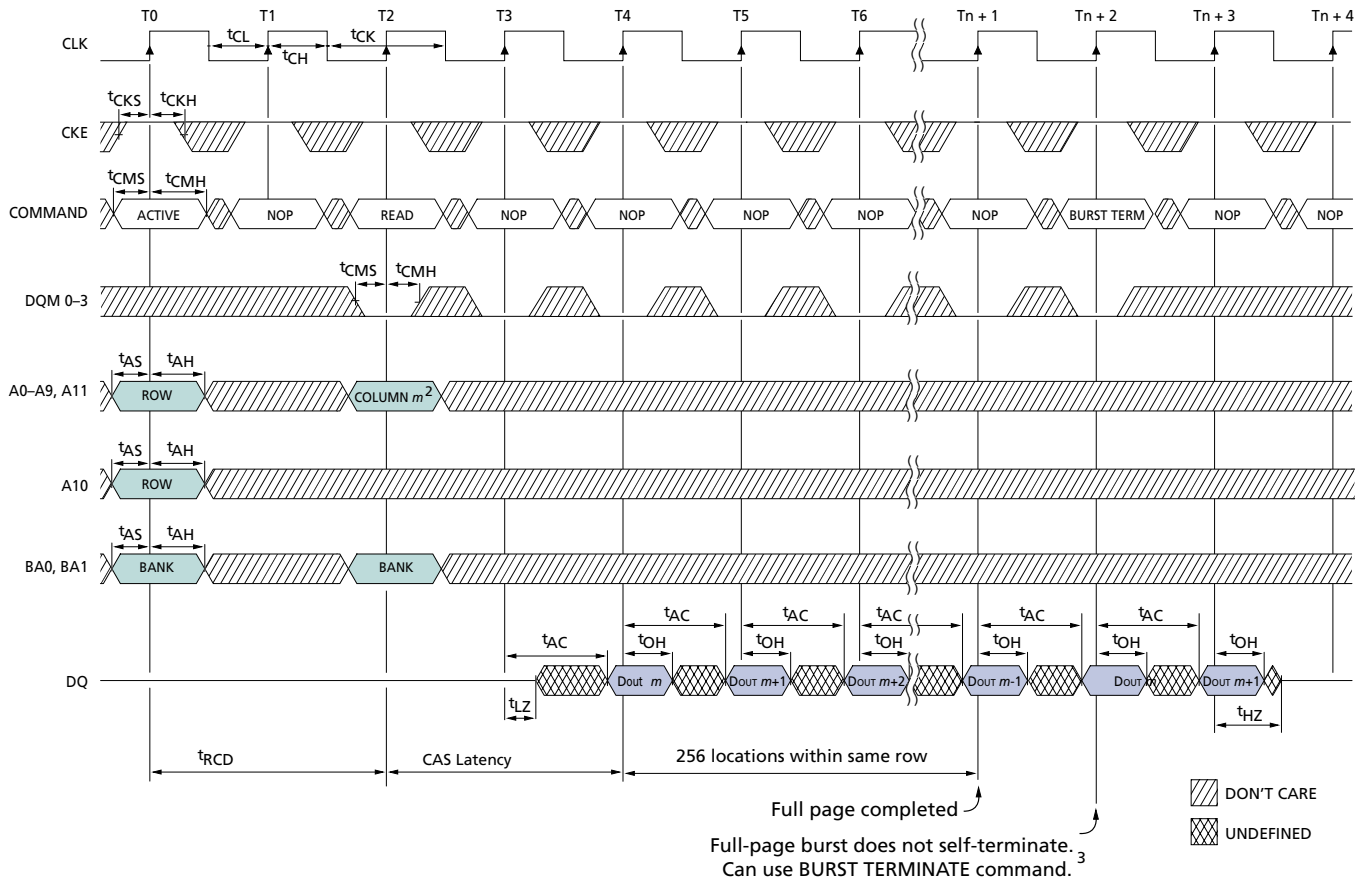 T0 T1 T2 T3 T4 T5 T6 Tn + 1 Tn + 2 Tn + 3 Tn + 4
CLK tCL tCH tCK
tCKS tCKH
CKE
tCMS tCMH
COMMAND ACTIVE NOP READ NOP NOP NOP NOP NOP BURST TERM NOP NOP
tCMS tCMH
DQM 0–3
tAS tAH
A0–A9, A11 ROW COLUMN m2
tAS tAH
A10 ROW
tAS tAH
BA0, BA1 BANK BANK
tAC tAC tAC tAC tAC tAC
tOH tOH tOH tOH tOH tOH
DQ Dout m DOUT m+1 DOUT m+2 DOUT m-1 DOUT m DOUT m+1
tLZ tHZ
tRCD CAS Latency 256 locations within same row
Full page completed
Full-page burst does not self-terminate.
Can use BURST TERMINATE command. 3
DON'T CARE
UNDEFINED